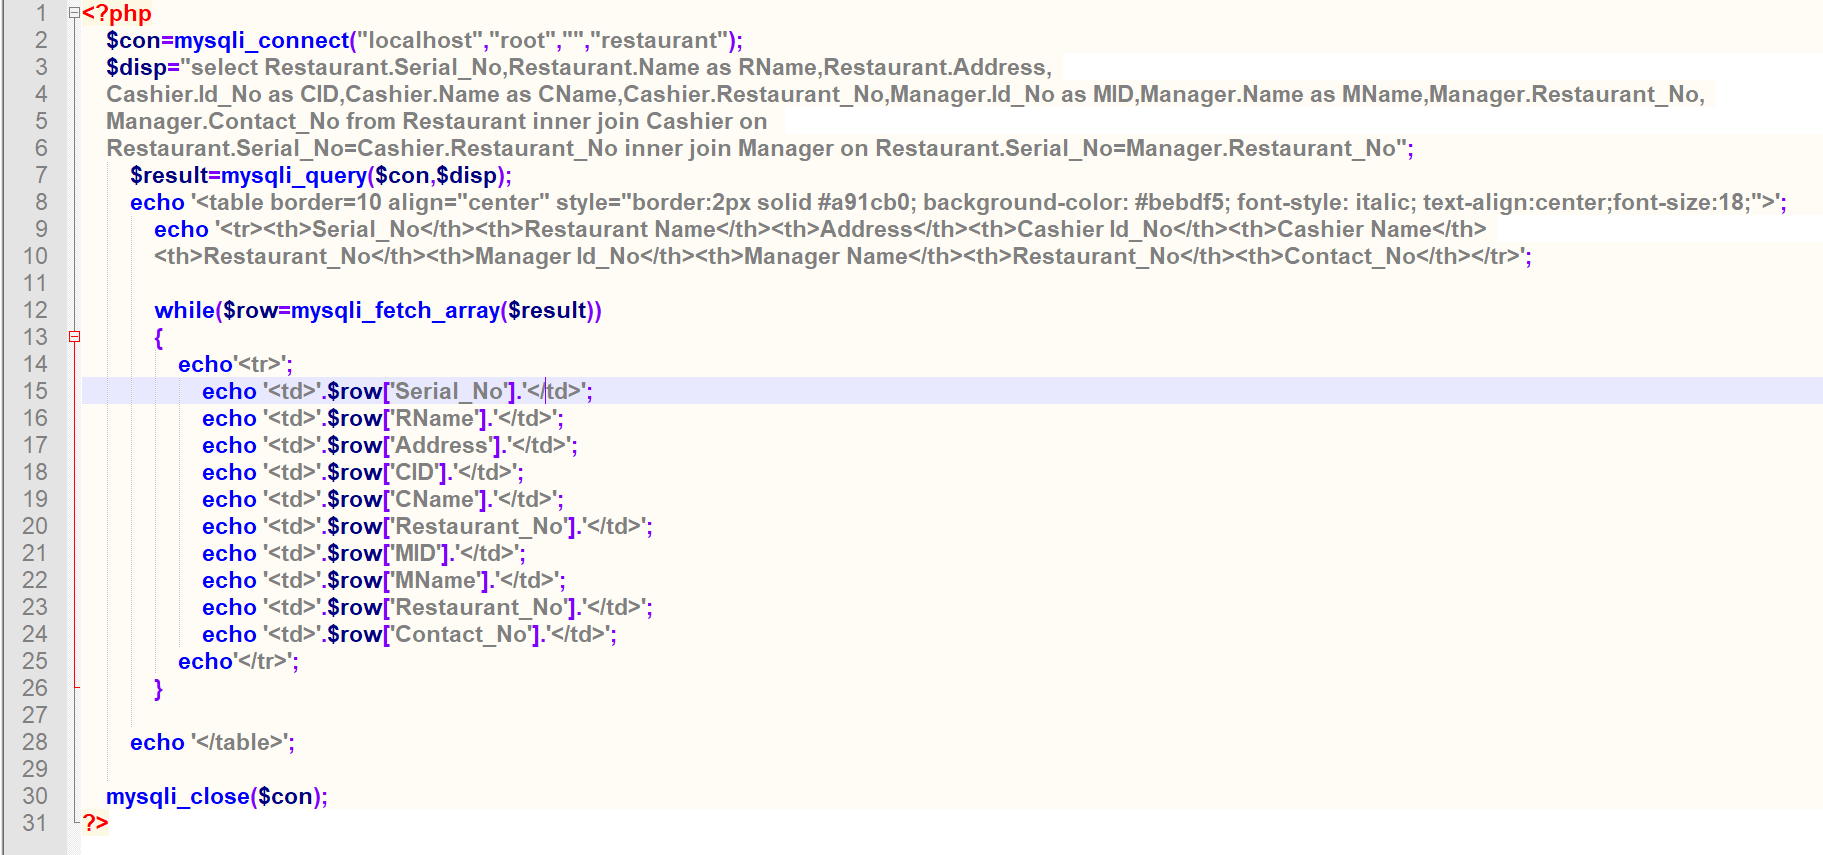 1 <?php
2 $con=mysqli_connect("localhost","root","","restaurant");
3 $disp="select Restaurant.Serial_No,Restaurant.Name as RName,Restaurant.Address,
4 Cashier.Id_No as CID,Cashier.Name as CName,Cashier.Restaurant_No,Manager.Id_No as MID,Manager.Name as MName,Manager.Restaurant_No,
5 Manager.Contact_No from Restaurant inner join Cashier on
6 Restaurant.Serial_No=Cashier.Restaurant_No inner join Manager on Restaurant.Serial_No=Manager.Restaurant_No";
7 $result=mysqli_query($con,$disp);
8 echo '<table border=10 align="center" style="border:2px solid #a91cb0; background-color: #bebdf5; font-style: italic; text-align:center;font-size:18;">';
9 echo '<tr><th>Serial_No</th><th>Restaurant Name</th><th>Address</th><th>Cashier Id_No</th><th>Cashier Name</th>
10 <th>Restaurant_No</th><th>Manager Id_No</th><th>Manager Name</th><th>Restaurant_No</th><th>Contact_No</th></tr>';
11
12 while($row=mysqli_fetch_array($result))
13 {
14 echo'<tr>';
15 echo '<td>'.$row['Serial_No'].'</td>';
16 echo '<td>'.$row['RName'].'</td>';
17 echo '<td>'.$row['Address'].'</td>';
18 echo '<td>'.$row['CID'].'</td>';
19 echo '<td>'.$row['CName'].'</td>';
20 echo '<td>'.$row['Restaurant_No'].'</td>';
21 echo '<td>'.$row['MID'].'</td>';
22 echo '<td>'.$row['MName'].'</td>';
23 echo '<td>'.$row['Restaurant_No'].'</td>';
24 echo '<td>'.$row['Contact_No'].'</td>';
25 echo'</tr>';
26 }
27
28 echo '</table>';
29
30 mysqli_close($con);
31 ?>